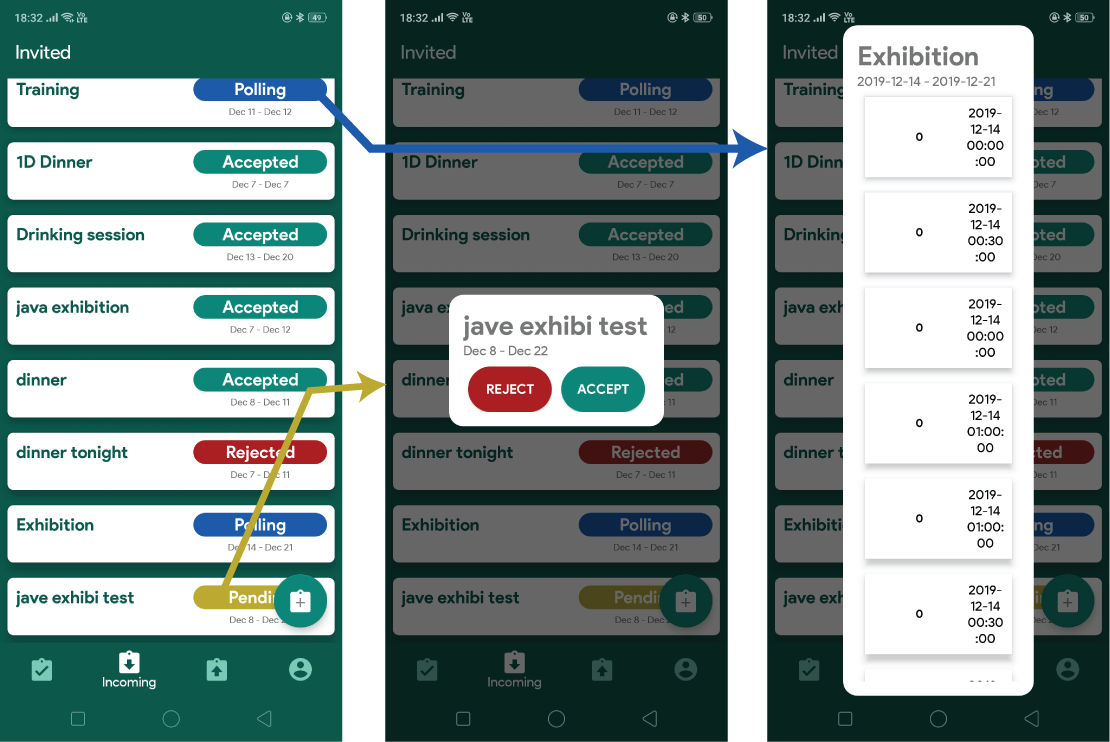 18:32 Vo LTE 49
Invited
Training Polling
Dec 11 - Dec 12
1D Dinner Accepted
Dec 7 - Dec 7
Drinking session Accepted
Dec 13 - Dec 20
java exhibition Accepted
Dec 7 - Dec 12
dinner Accepted
Dec 8 - Dec 11
dinner tonight Rejected
Dec 7 - Dec 11
Exhibition Polling
Dec 14 - Dec 21
jave exhibi test
Dec 8 - Dec
Incoming
18:32 Vo LTE 50
Invited
Training Polling
Dec 11 - Dec 12
1D Dinner Accepted
Dec 7 - Dec 7
Drinking session Accepted
Dec 13 - Dec 20
jave exhibi test
Dec 8 - Dec 22
REJECT ACCEPT
dinner tonight Rejected
Dec 7 - Dec 11
Exhibition Polling
Dec 14 - Dec 21
jave exhibi test
Dec 8 - Dec
Incoming
18:32 Vo LTE 50
Invited
Exhibition
2019-12-14 - 2019-12-21
0
2019-
12-14
00:00
:00
0
2019-
12-14
00:30
:00
0
2019-
12-14
00:00
:00
0
2019-
12-14
01:00:
00
0
2019-
12-14
01:00:
00
0
2019-
12-14
00:30
:00